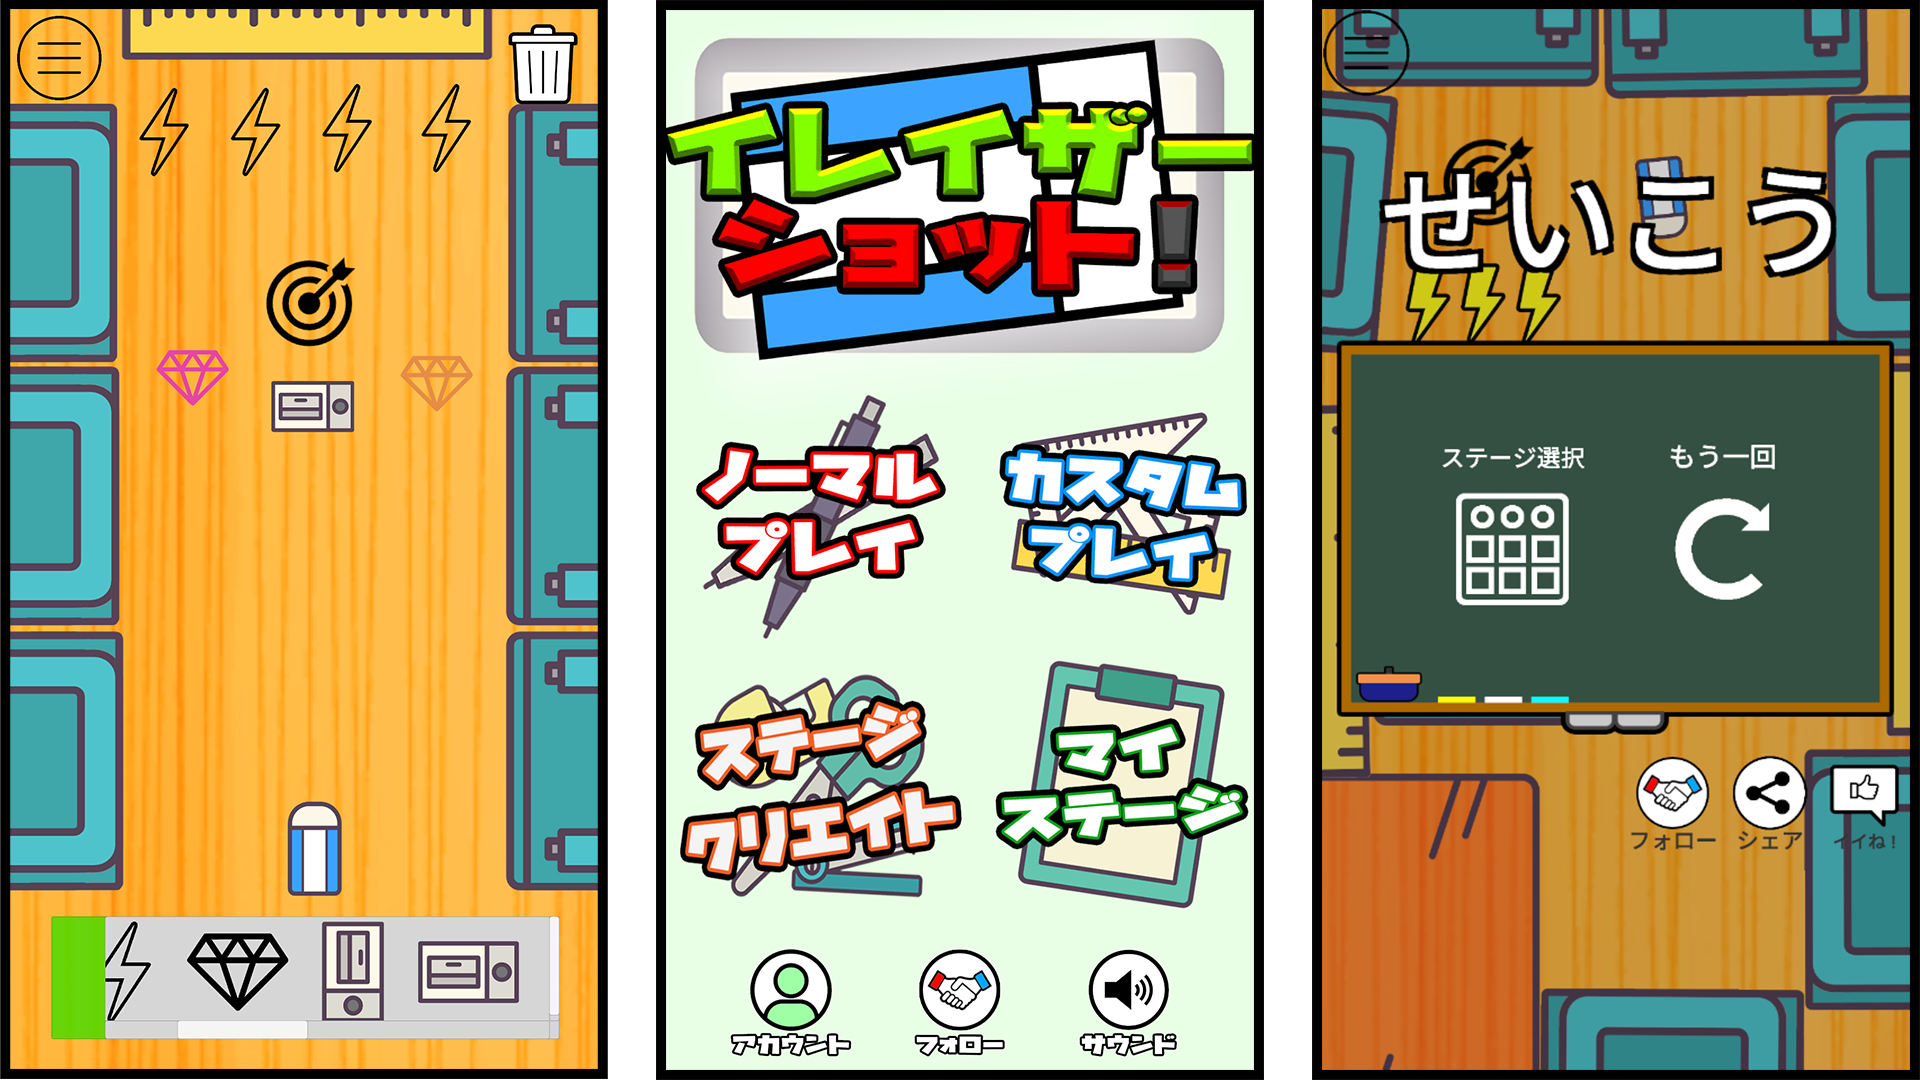 イレイザー
ショット!
ノーマル
プレイ
カスタム
プレイ
ステージ
クリエイト
マイ
ステージ
アカウント
フォロー
サウンド
せいこう
ステージ選択
もう一回
フォロー
シェア
イイね!